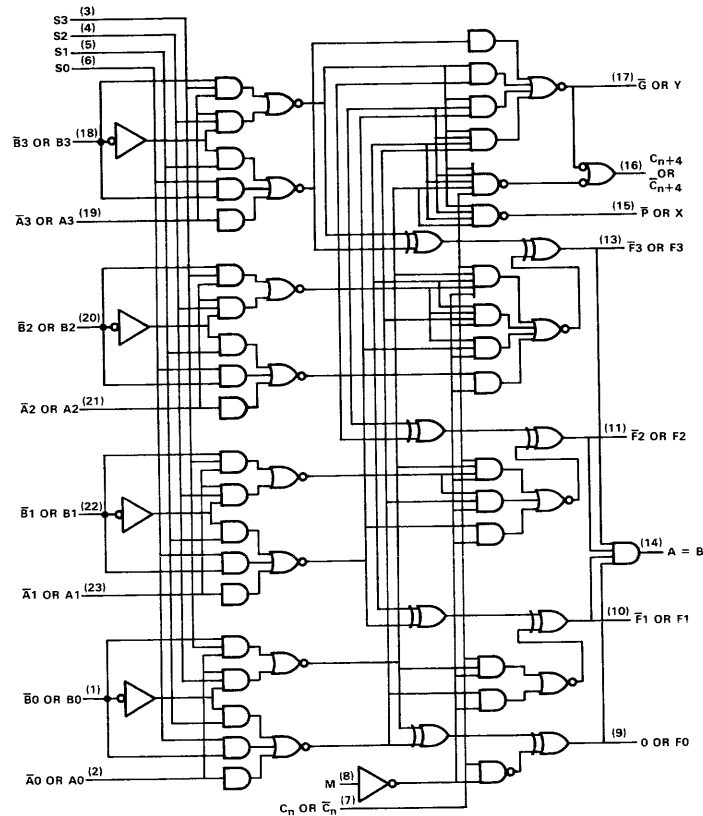 S3 (3)
S2 (4)
S1 (5)
S0 (6)
B̅3 OR B3 (18)
A̅3 OR A3 (19)
B̅2 OR B2 (20)
A̅2 OR A2 (21)
B̅1 OR B1 (22)
A̅1 OR A1 (23)
B̅0 OR B0 (1)
A̅0 OR A0 (2)
M (8)
Cn OR C̅n (7)
(17) G̅ OR Y
(16) Cn+4
OR
C̅n+4
(15) P̅ OR X
(13) F̅3 OR F3
(11) F̅2 OR F2
(14) A = B
(10) F̅1 OR F1
(9) 0 OR F0